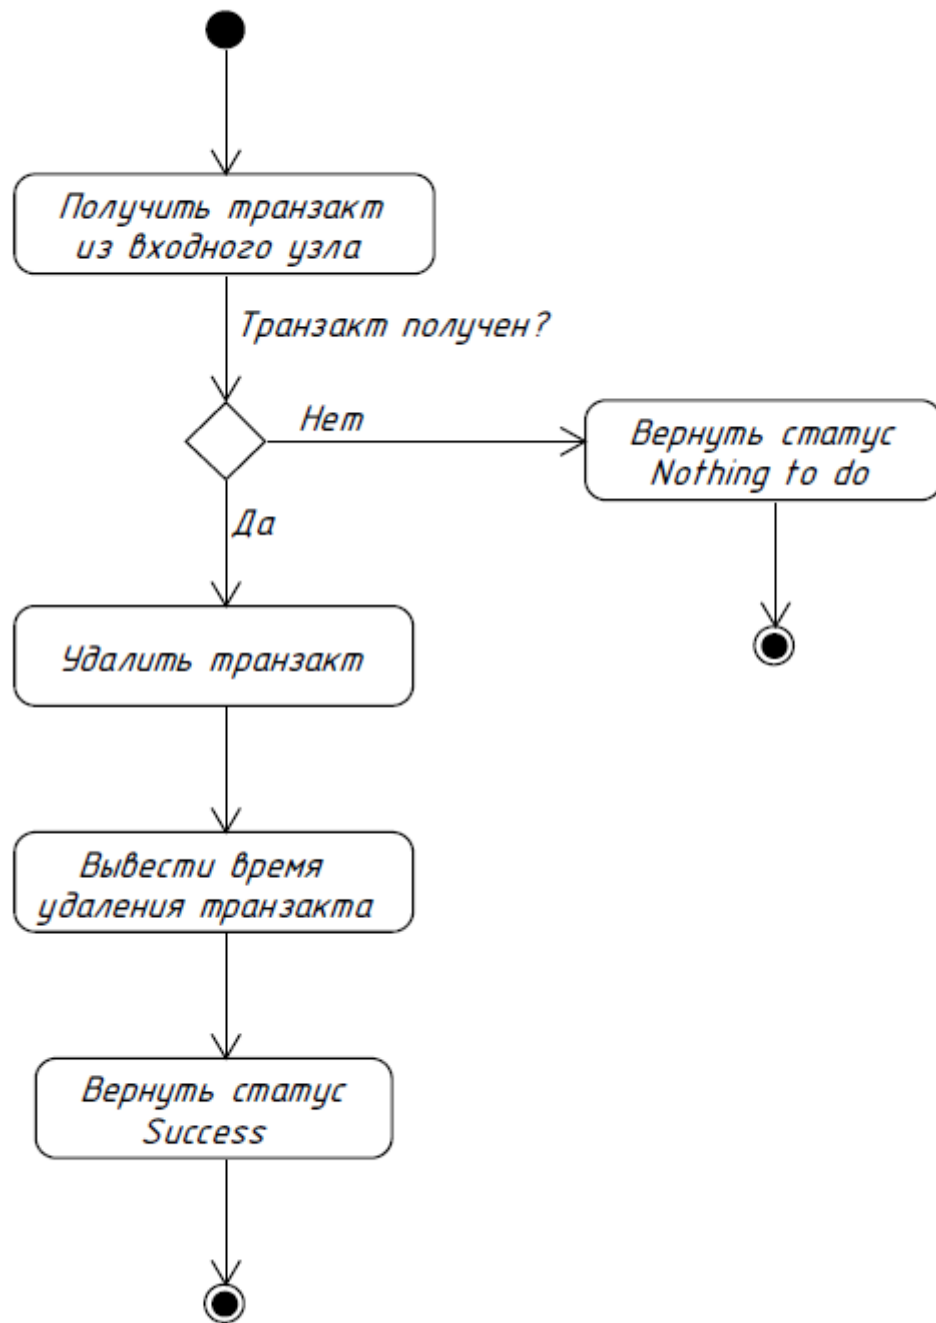 Получить транзакт
из входного узла
Транзакт получен?
Нет
Вернуть статус
Nothing to do
Да
Удалить транзакт
Вывести время
удаления транзакта
Вернуть статус
Success